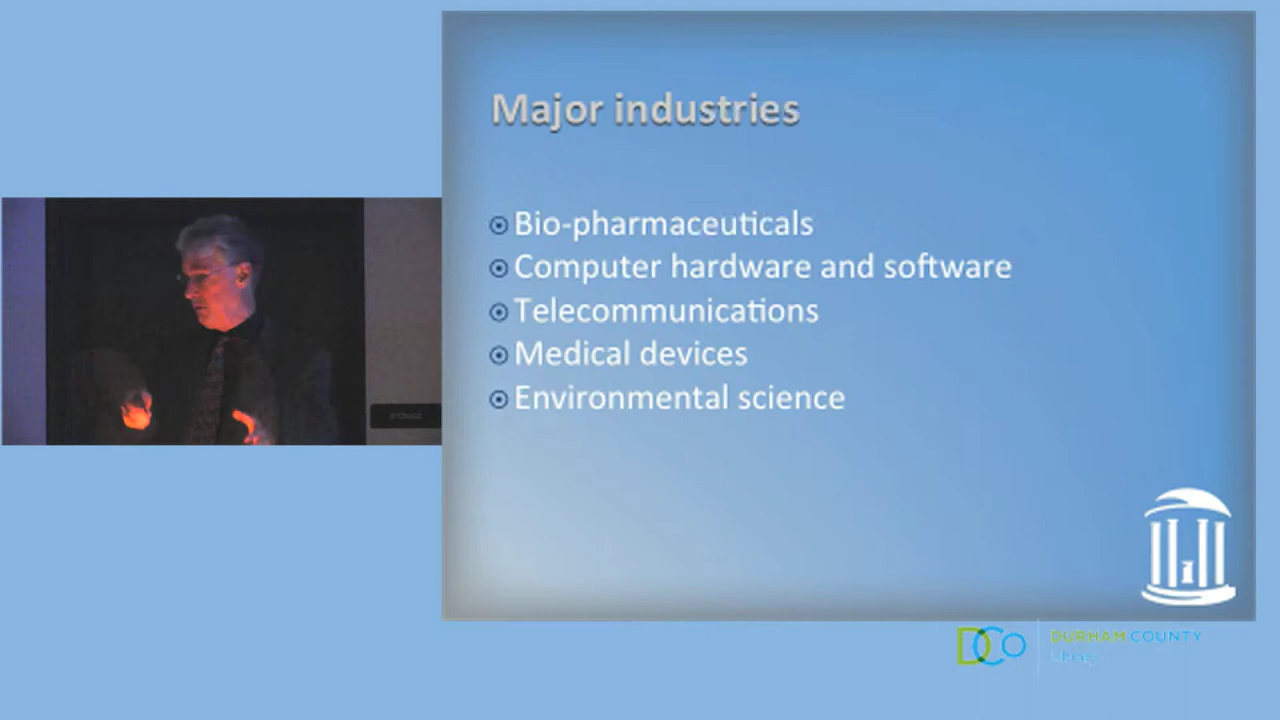 Major industries
Bio-pharmaceuticals
Computer hardware and software
Telecommunications
Medical devices
Environmental science
DCo
DURHAM COUNTY
Library